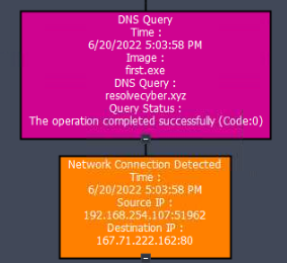 DNS Query
Time :
6/20/2022 5:03:58 PM
Image :
first.exe
DNS Query :
resolvecyber.xyz
Query Status :
The operation completed successfully (Code:0)
Network Connection Detected
Time :
6/20/2022 5:03:58 PM
Source IP :
192.168.254.107:51962
Destination IP :
167.71.222.162:80